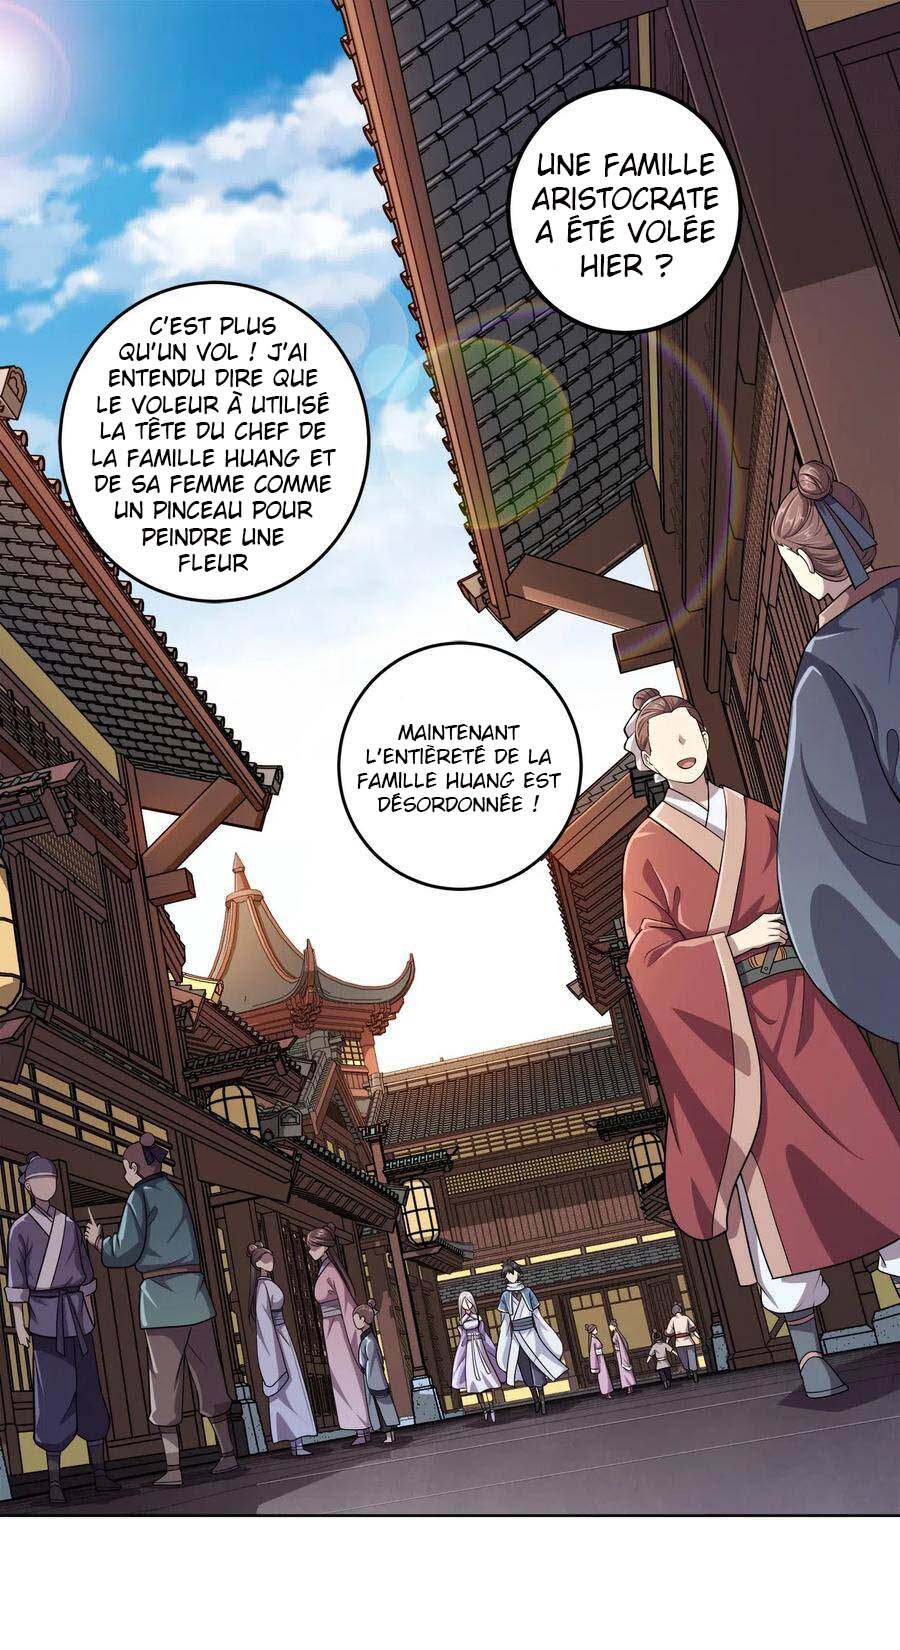 UNE FAMILLE
ARISTOCRATE
A ÉTÉ VOLÉE
HIER ?
C'EST PLUS
QU'UN VOL ! J'AI
ENTENDU DIRE QUE
LE VOLEUR À UTILISÉ
LA TÊTE DU CHEF DE
LA FAMILLE HUANG ET
DE SA FEMME COMME
UN PINCEAU POUR
PEINDRE UNE
FLEUR
MAINTENANT
L'ENTIÈRETÉ DE LA
FAMILLE HUANG EST
DÉSORDONNÉE !